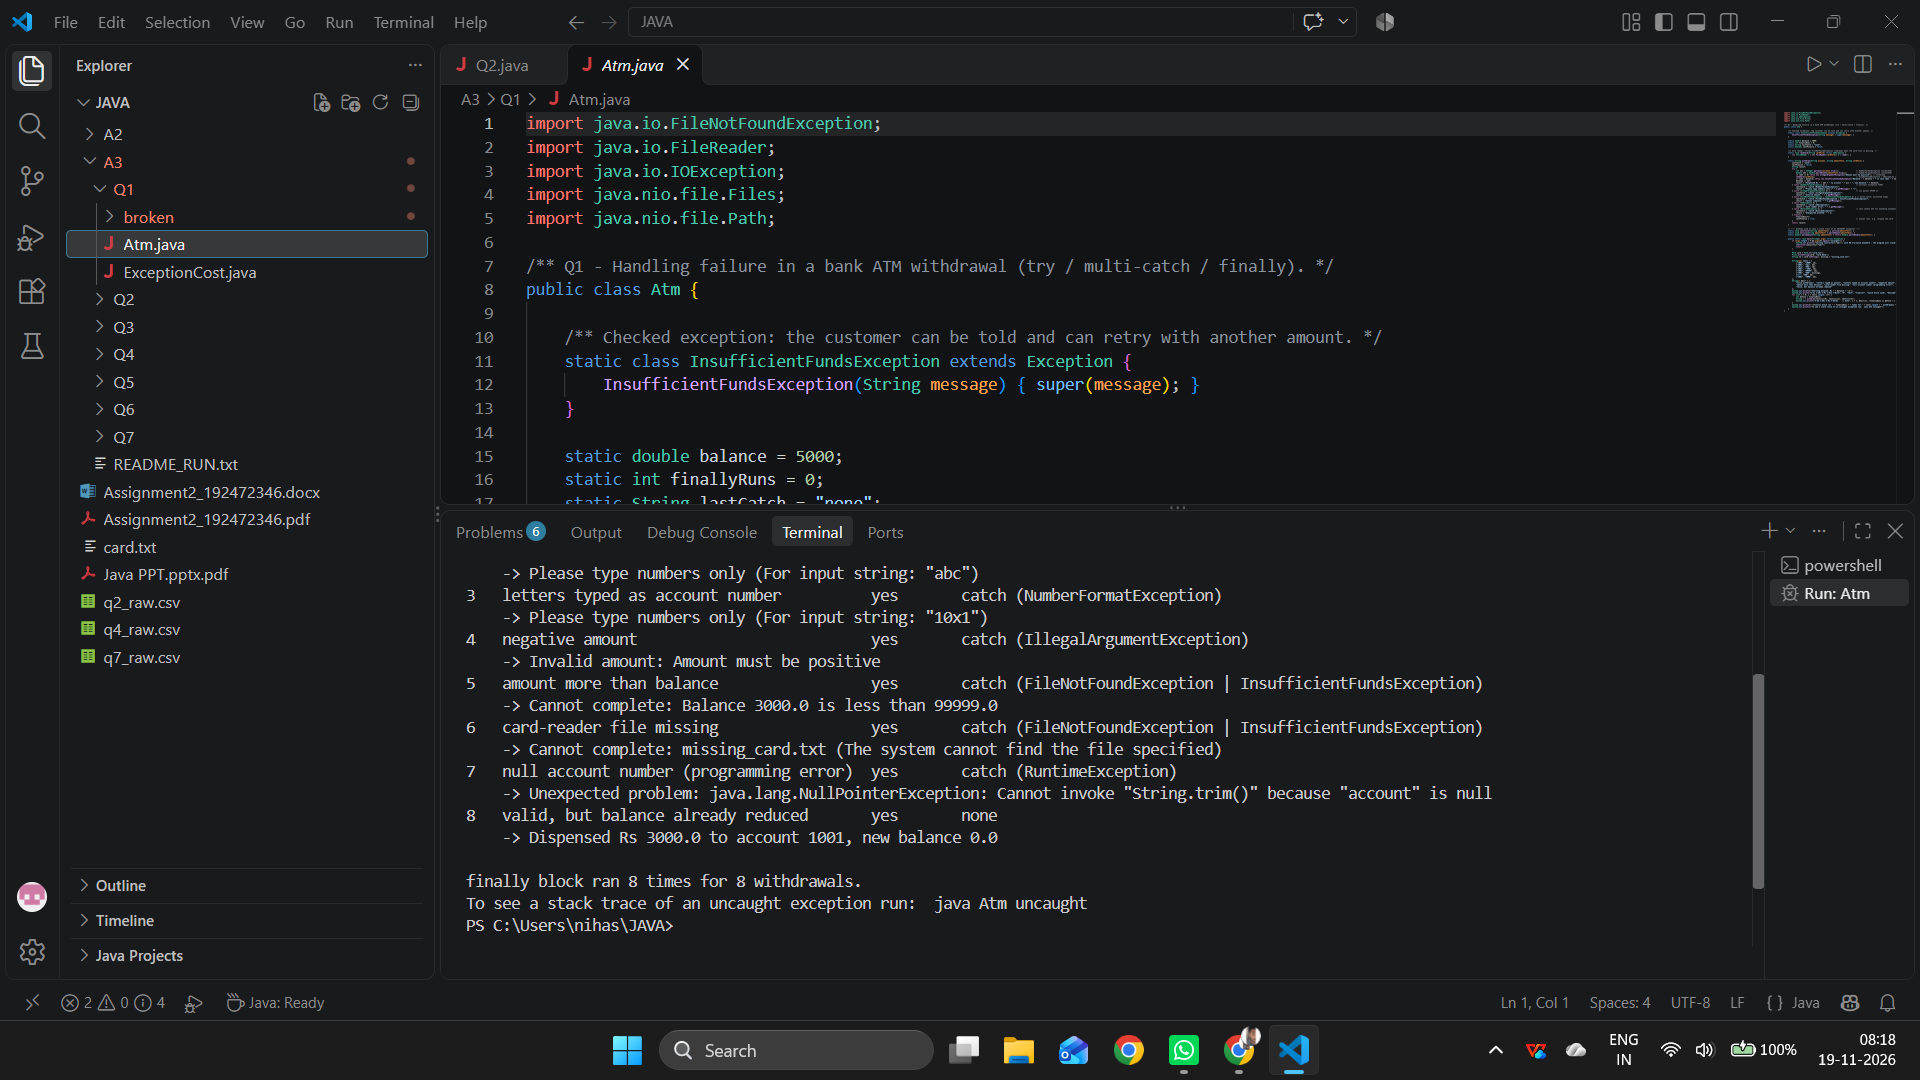 File Edit Selection View Go Run Terminal Help
JAVA
Explorer
JAVA
A2
A3
Q1
broken
Atm.java
ExceptionCost.java
Q2
Q3
Q4
Q5
Q6
Q7
README_RUN.txt
Assignment2_192472346.docx
Assignment2_192472346.pdf
card.txt
Java PPT.pptx.pdf
q2_raw.csv
q4_raw.csv
q7_raw.csv
Outline
Timeline
Java Projects
Q2.java Atm.java
A3 > Q1 > Atm.java
1 import java.io.FileNotFoundException;
2 import java.io.FileReader;
3 import java.io.IOException;
4 import java.nio.file.Files;
5 import java.nio.file.Path;
6
7 /** Q1 - Handling failure in a bank ATM withdrawal (try / multi-catch / finally). */
8 public class Atm {
9
10 /** Checked exception: the customer can be told and can retry with another amount. */
11 static class InsufficientFundsException extends Exception {
12 InsufficientFundsException(String message) { super(message); }
13 }
14
15 static double balance = 5000;
16 static int finallyRuns = 0;
17 static String lastCatch = "none";
Problems 6 Output Debug Console Terminal Ports
powershell
Run: Atm
-> Please type numbers only (For input string: "abc")
3 letters typed as account number yes catch (NumberFormatException)
-> Please type numbers only (For input string: "10x1")
4 negative amount yes catch (IllegalArgumentException)
-> Invalid amount: Amount must be positive
5 amount more than balance yes catch (FileNotFoundException | InsufficientFundsException)
-> Cannot complete: Balance 3000.0 is less than 99999.0
6 card-reader file missing yes catch (FileNotFoundException | InsufficientFundsException)
-> Cannot complete: missing_card.txt (The system cannot find the file specified)
7 null account number (programming error) yes catch (RuntimeException)
-> Unexpected problem: java.lang.NullPointerException: Cannot invoke "String.trim()" because "account" is null
8 valid, but balance already reduced yes none
-> Dispensed Rs 3000.0 to account 1001, new balance 0.0
finally block ran 8 times for 8 withdrawals.
To see a stack trace of an uncaught exception run: java Atm uncaught
PS C:\Users\nihas\JAVA>
2 0 4 Java: Ready
Ln 1, Col 1 Spaces: 4 UTF-8 LF { } Java
Search
ENG
IN
100%
08:18
19-11-2026